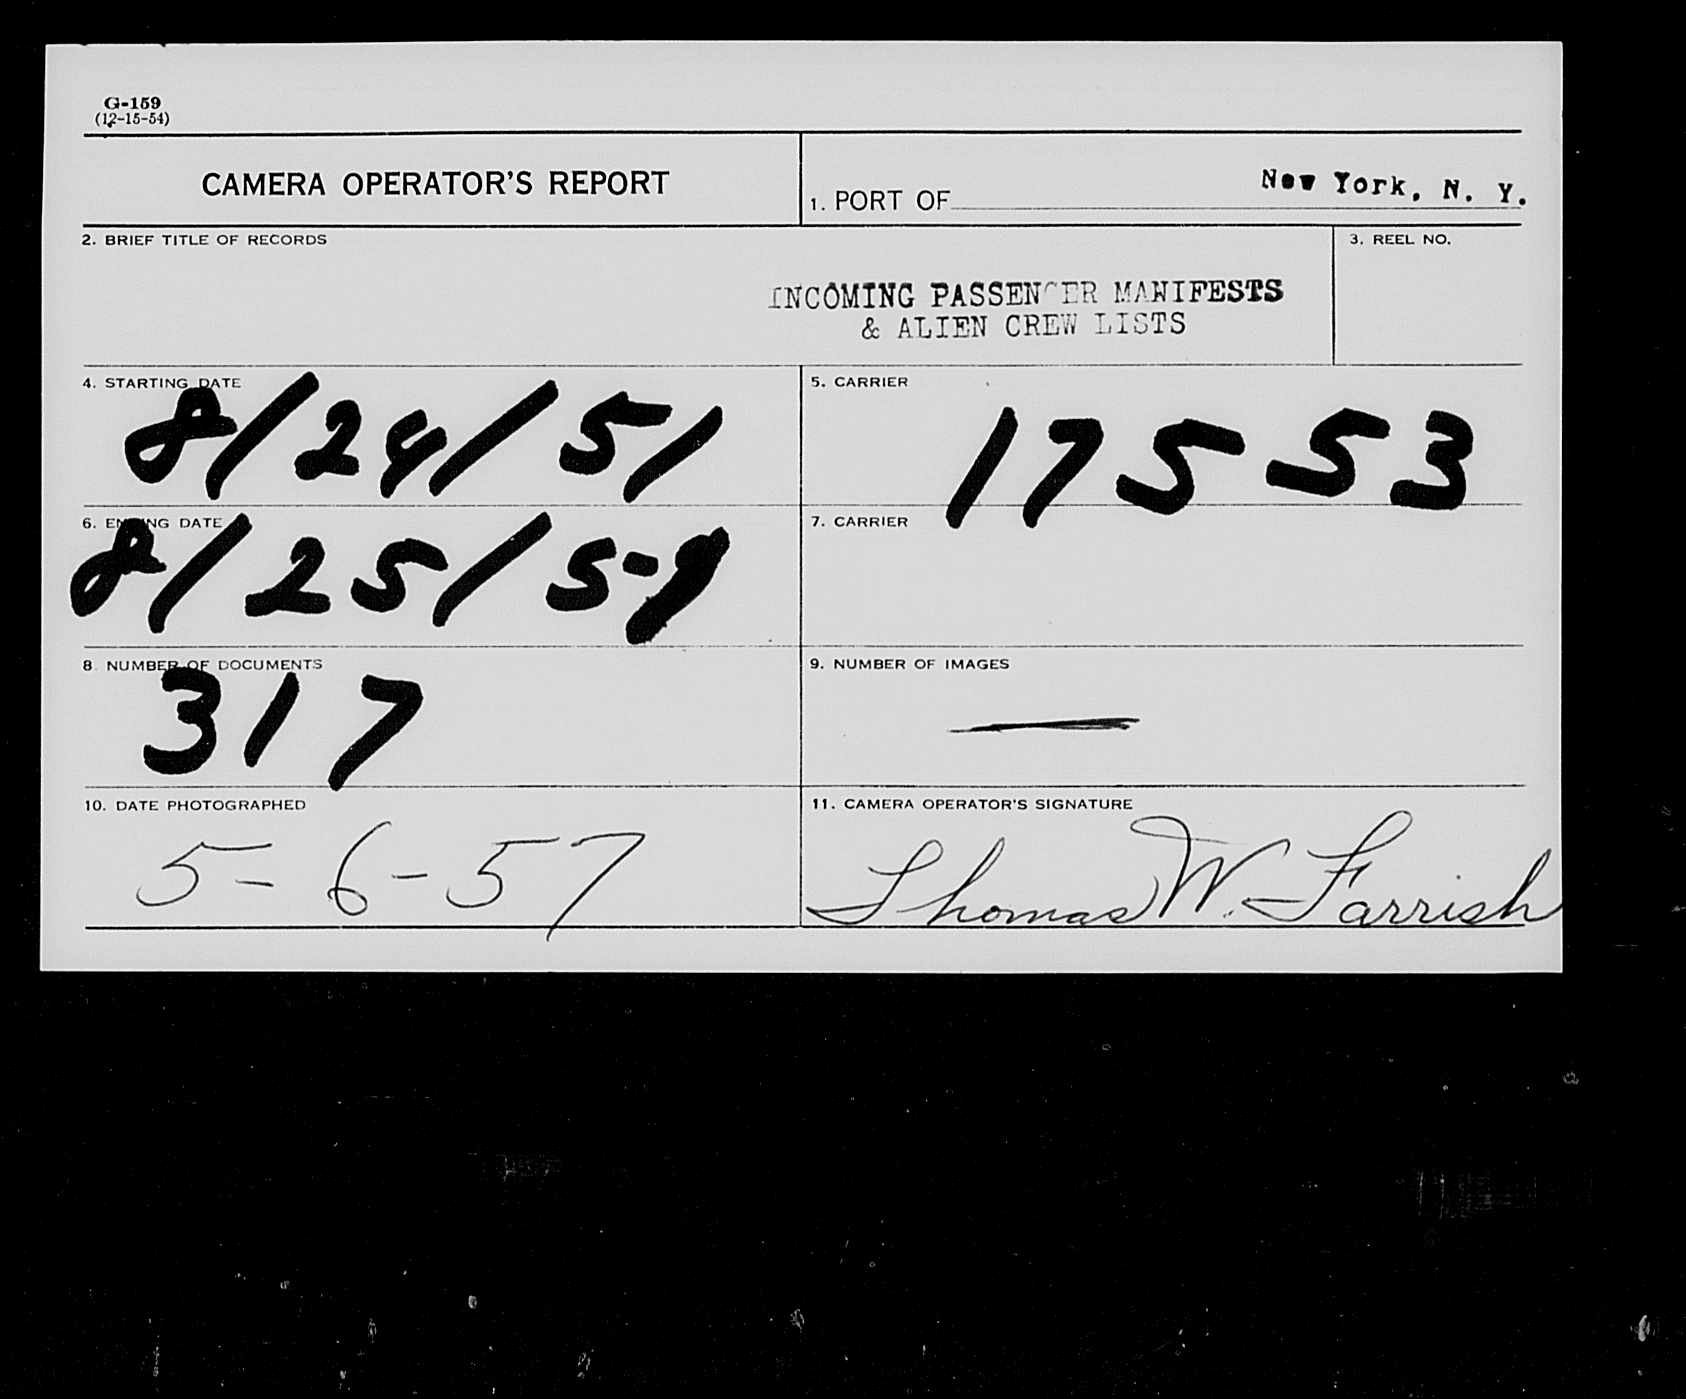 G-159
(12-15-54)
CAMERA OPERATOR'S REPORT
1. PORT OF New York, N. Y.
2. BRIEF TITLE OF RECORDS
3. REEL NO.
INCOMING PASSENGER MANIFESTS
& ALIEN CREW LISTS
4. STARTING DATE
8/24/51
5. CARRIER
17553
6. ENDING DATE
8/25/51
7. CARRIER
8. NUMBER OF DOCUMENTS
317
9. NUMBER OF IMAGES
—
10. DATE PHOTOGRAPHED
5-6-57
11. CAMERA OPERATOR'S SIGNATURE
Thomas W. Farrish